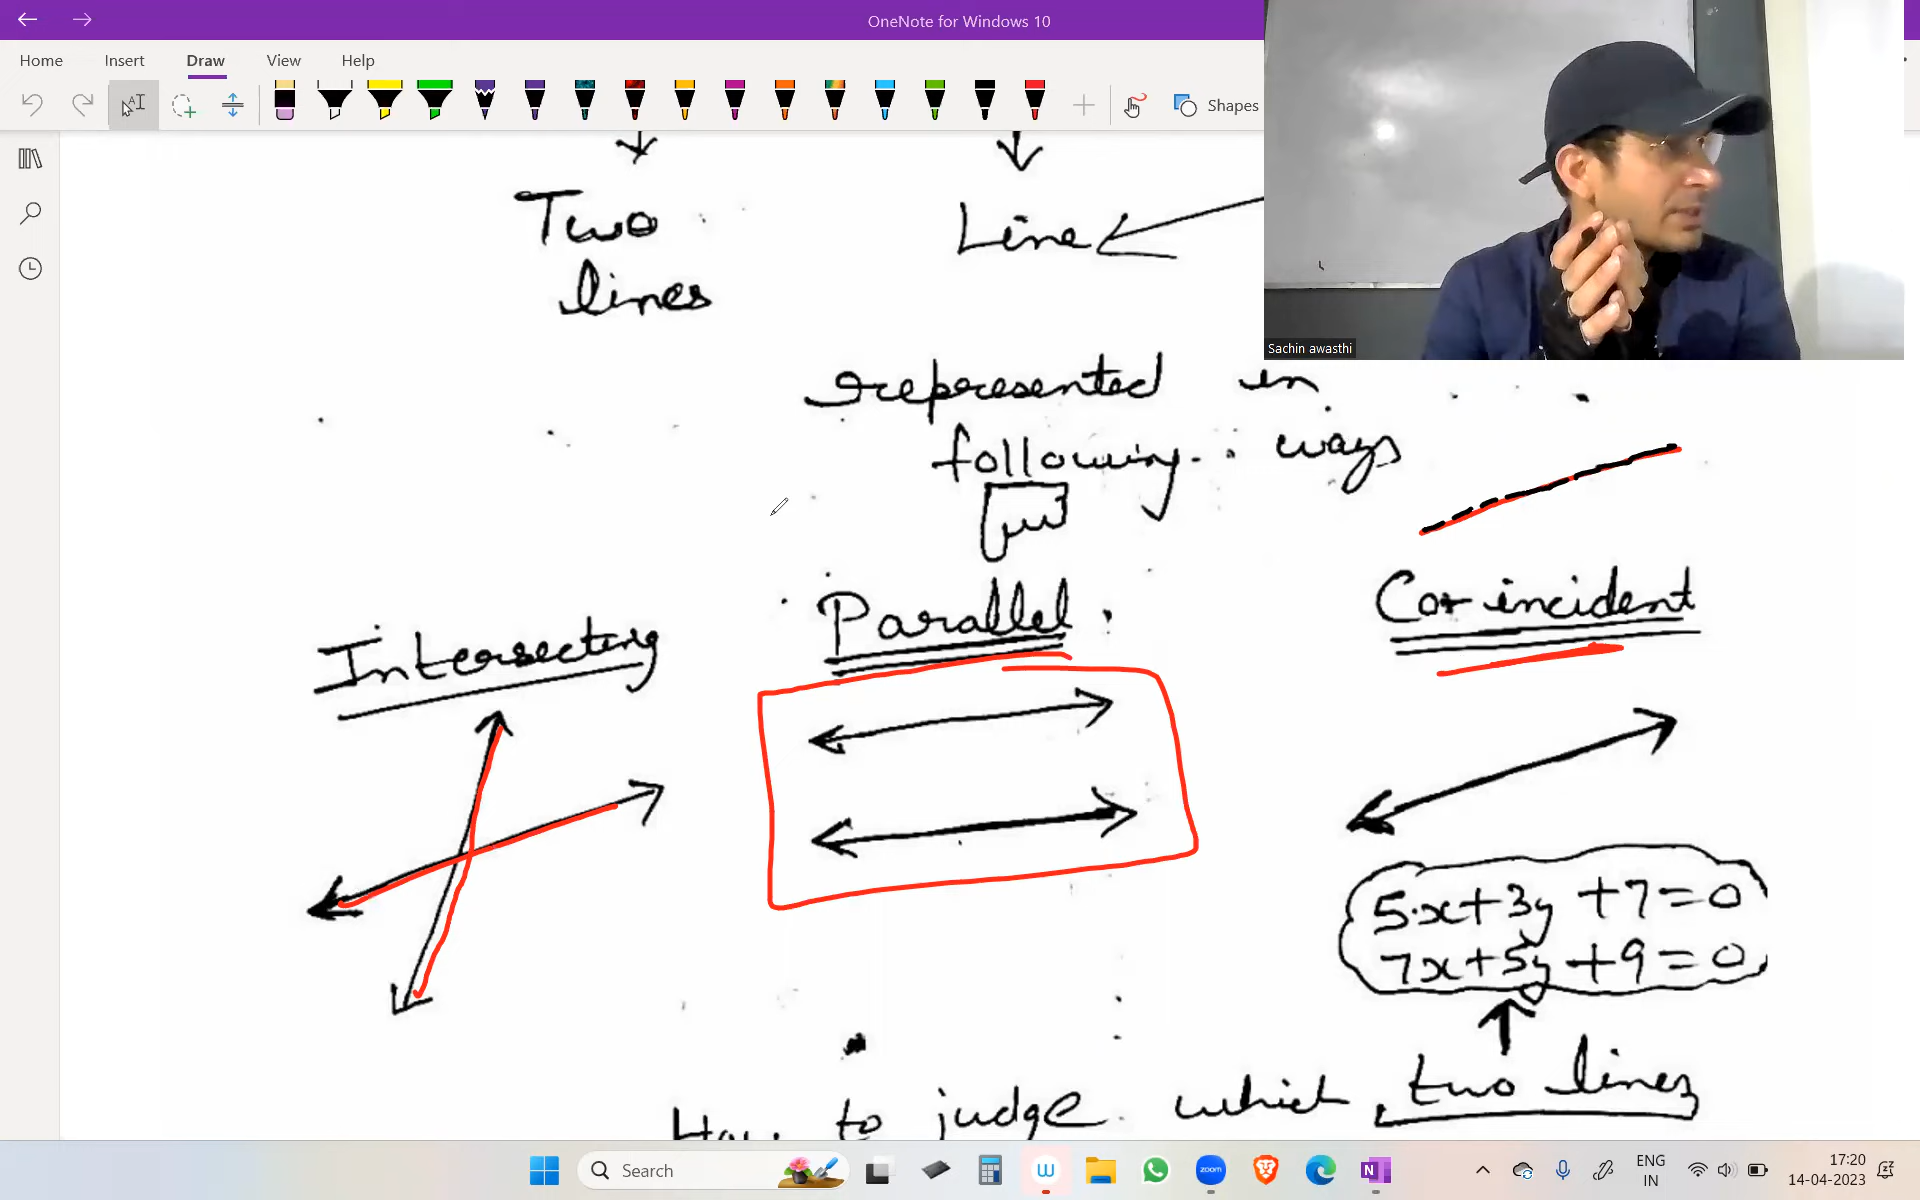 OneNote for Windows 10
Home Insert Draw View Help
Shapes
Two
lines
Line
Sachin awasthi
represented in
following ways
Intersecting
Parallel
Co-incident
5x+3y+7=0
7x+5y+9=0
How to judge which two lines
Search
ENG
IN
17:20
14-04-2023